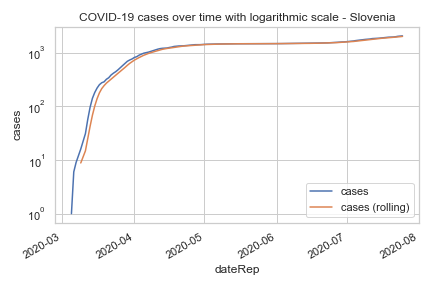 COVID-19 cases over time with logarithmic scale - Slovenia
cases
10³
10²
10¹
10⁰
cases
cases (rolling)
2020-03
2020-04
2020-05
2020-06
2020-07
2020-08
dateRep